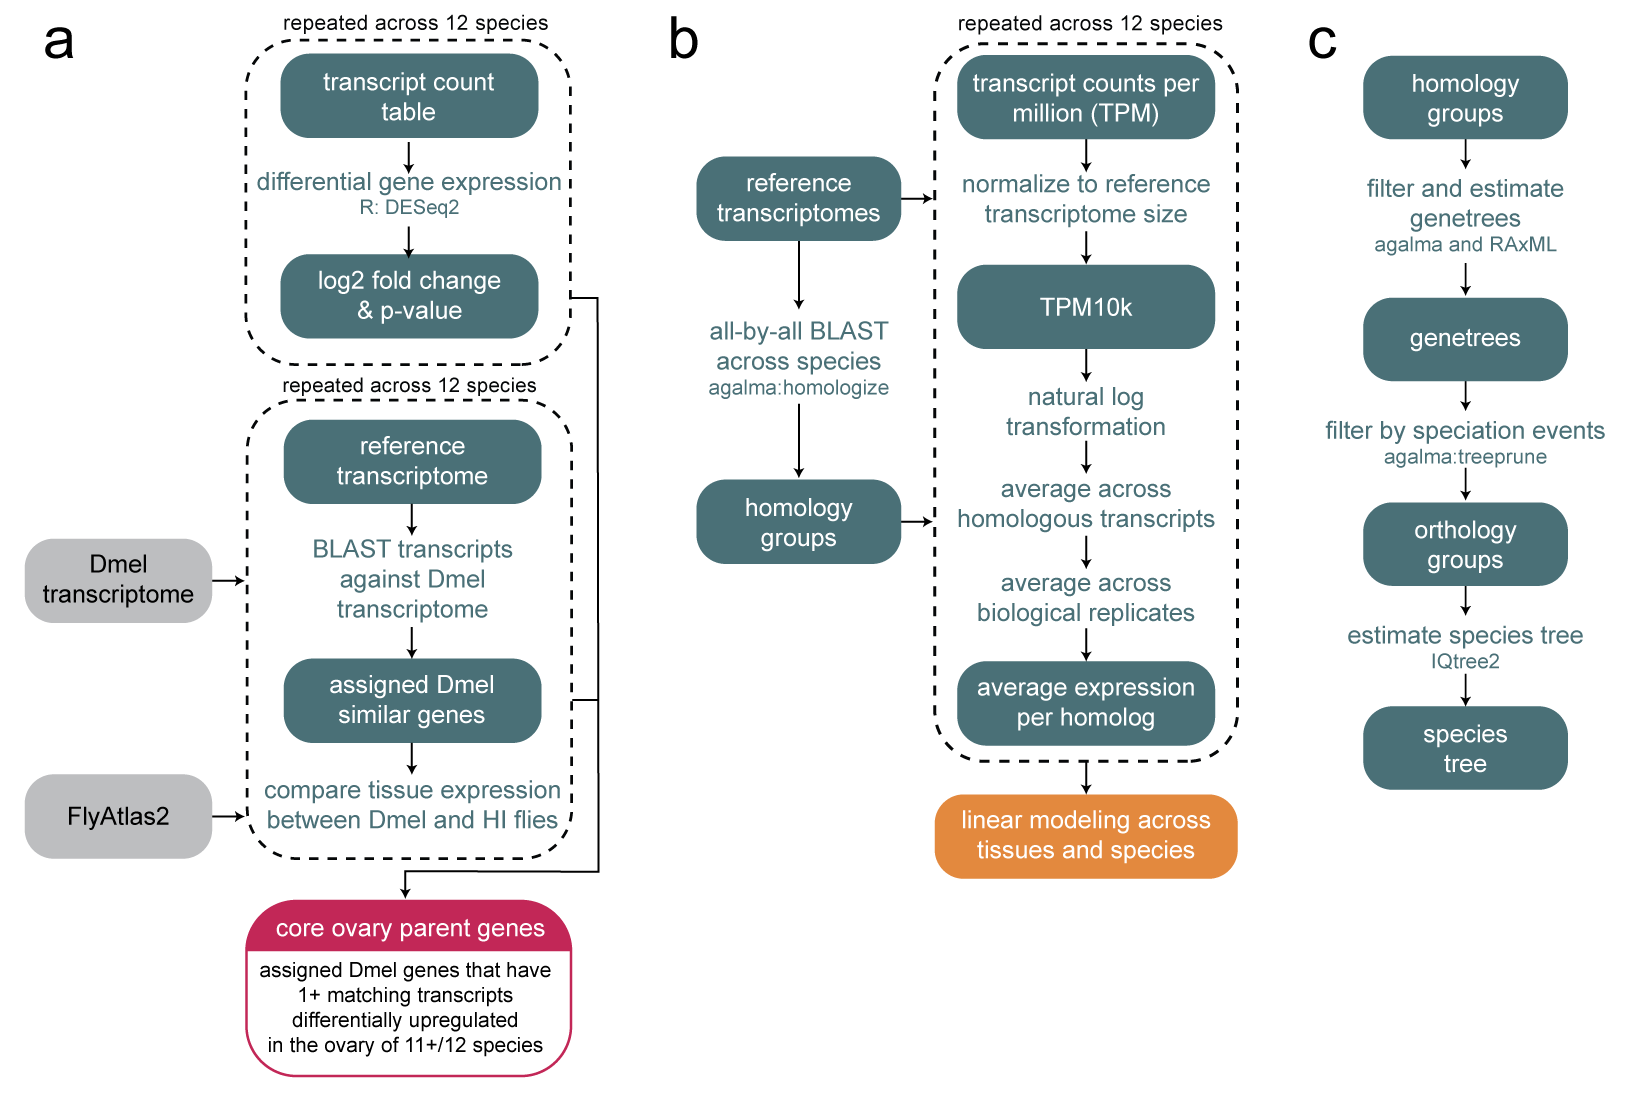 a
repeated across 12 species
transcript count
table
differential gene expression
R: DESeq2
log2 fold change
& p-value
repeated across 12 species
reference
transcriptome
Dmel
transcriptome
BLAST transcripts
against Dmel
transcriptome
assigned Dmel
similar genes
FlyAtlas2
compare tissue expression
between Dmel and HI flies
core ovary parent genes
assigned Dmel genes that have
1+ matching transcripts
differentially upregulated
in the ovary of 11+/12 species
b
repeated across 12 species
reference
transcriptomes
all-by-all BLAST
across species
agalma:homologize
homology
groups
transcript counts per
million (TPM)
normalize to reference
transcriptome size
TPM10k
natural log
transformation
average across
homologous transcripts
average across
biological replicates
average expression
per homolog
linear modeling across
tissues and species
c
homology
groups
filter and estimate
genetrees
agalma and RAxML
genetrees
filter by speciation events
agalma:treeprune
orthology
groups
estimate species tree
IQtree2
species
tree